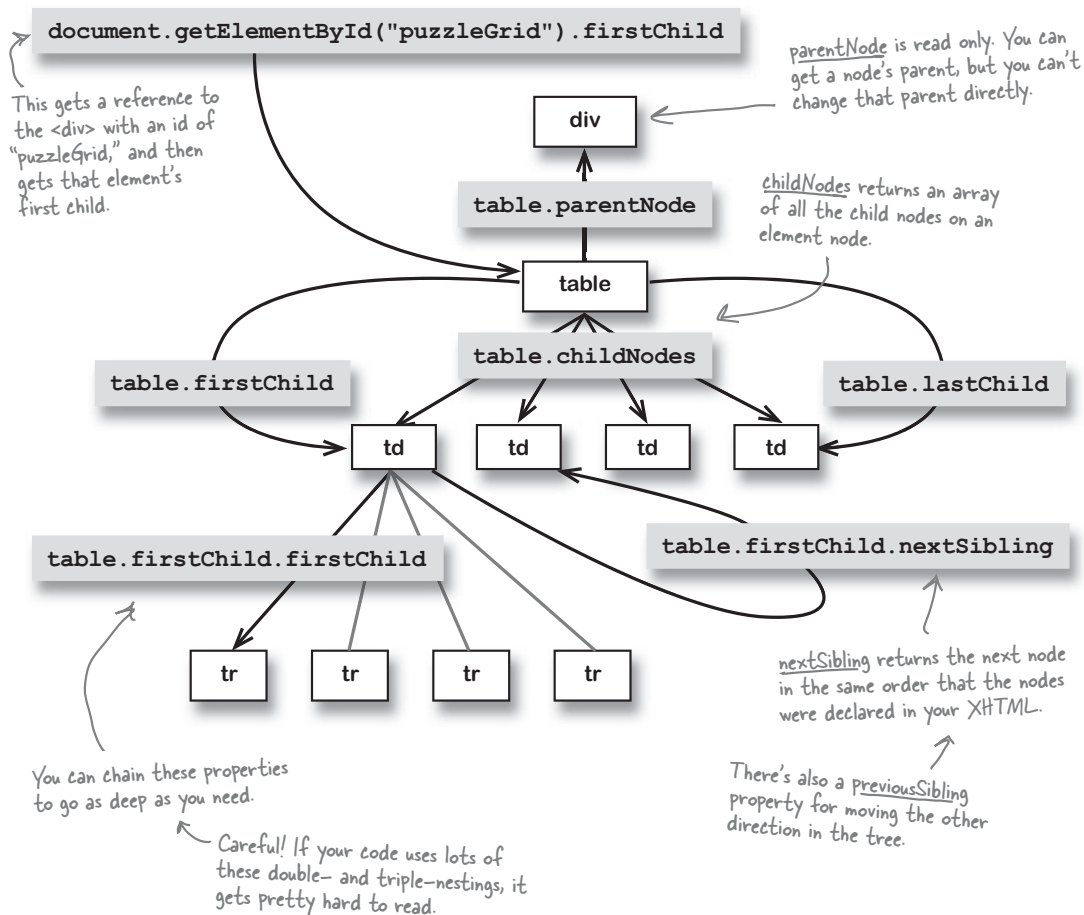 document.getElementById("puzzleGrid").firstChild
This gets a reference to
the <div> with an id of
"puzzleGrid," and then
gets that element's
first child.
parentNode is read only. You can
get a node's parent, but you can't
change that parent directly.
div
table.parentNode
childNodes returns an array
of all the child nodes on an
element node.
table
table.childNodes
table.firstChild
table.lastChild
td
td
td
td
table.firstChild.firstChild
table.firstChild.nextSibling
tr
tr
tr
tr
nextSibling returns the next node
in the same order that the nodes
were declared in your XHTML.
You can chain these properties
to go as deep as you need.
There's also a previousSibling
property for moving the other
direction in the tree.
Careful! If your code uses lots of
these double- and triple-nestings, it
gets pretty hard to read.